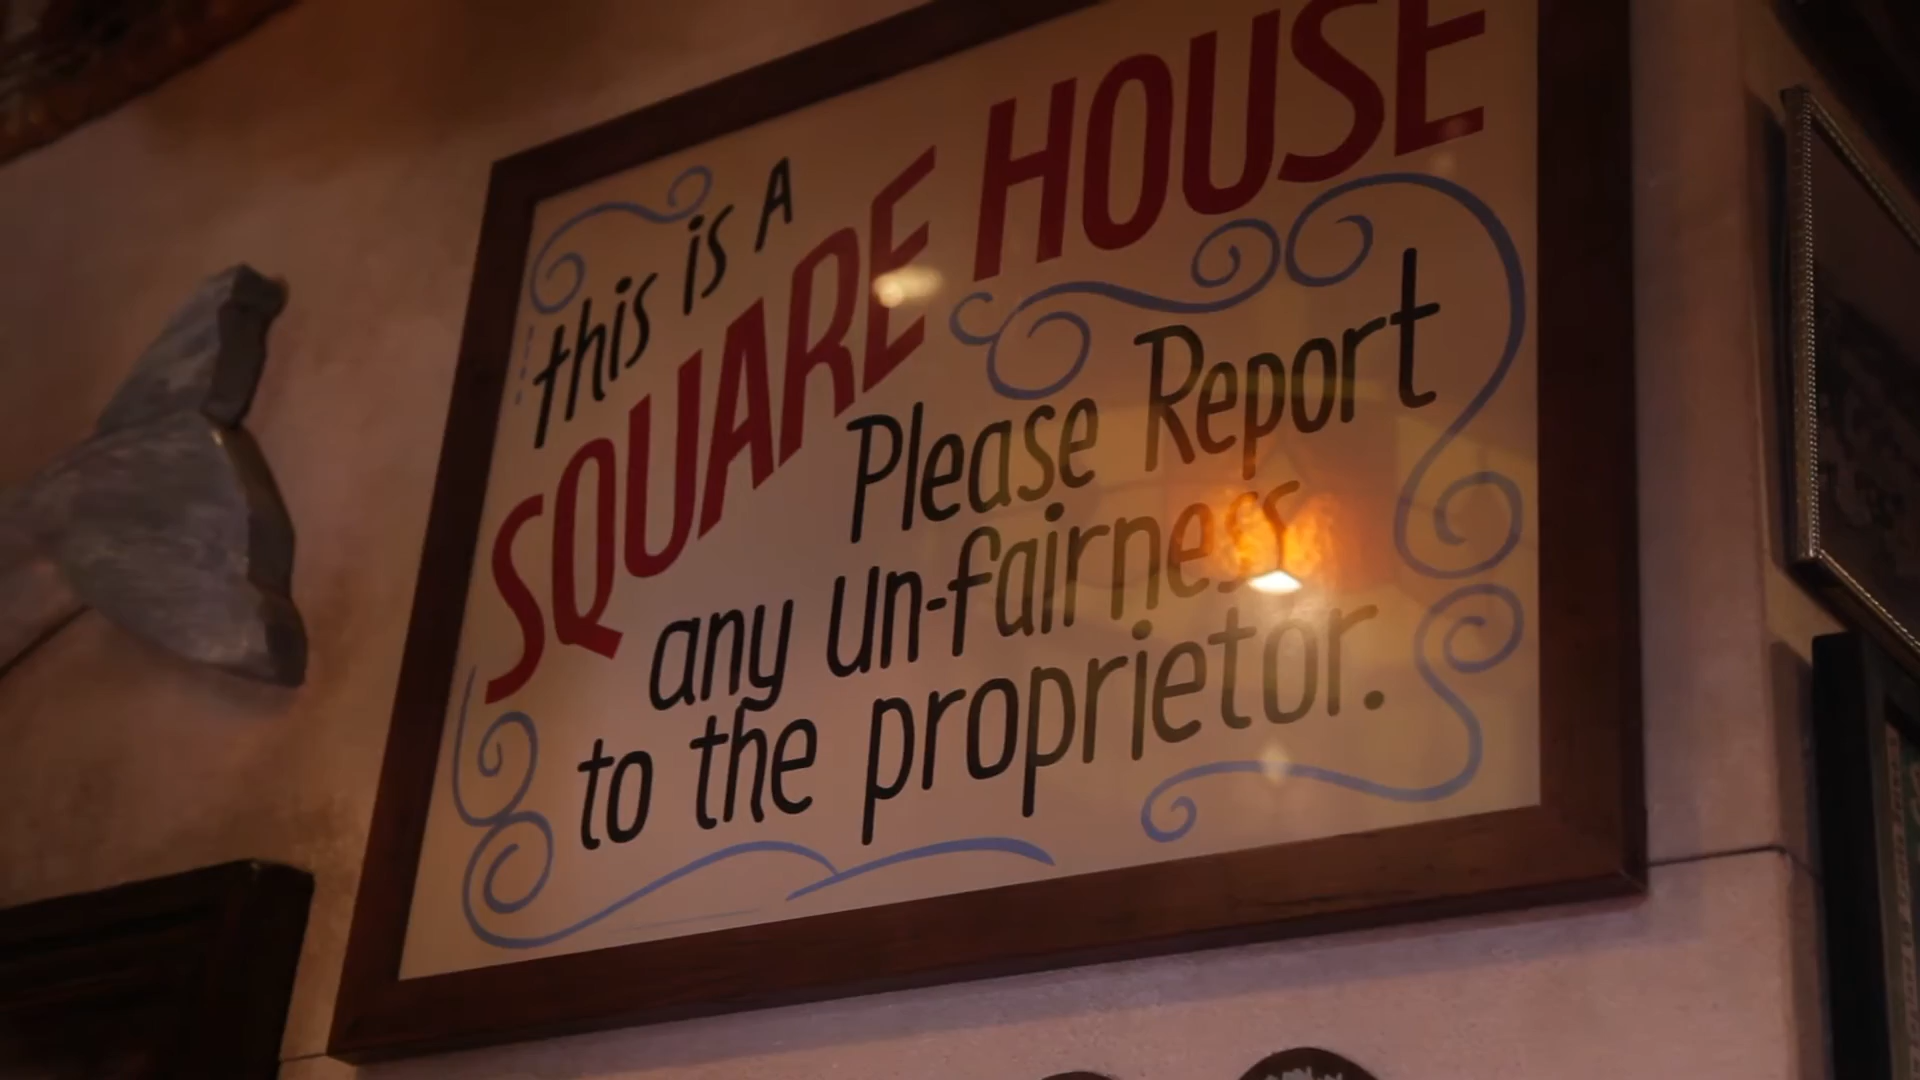 this is A
SQUARE HOUSE
Please Report
any Un-fairness
to the proprietor.